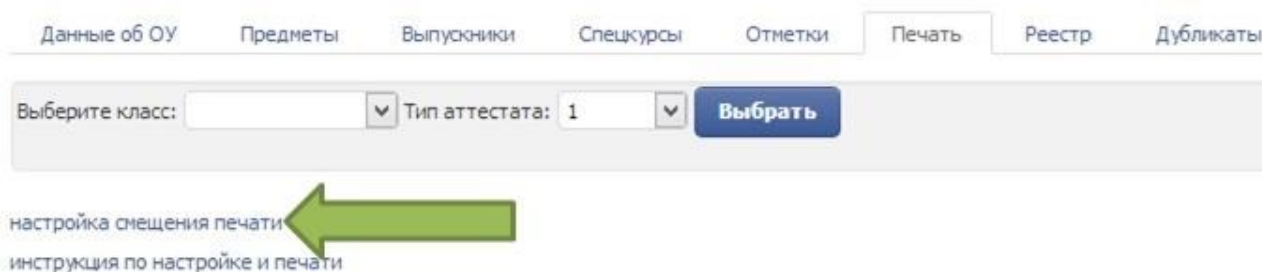 Данные об ОУ Предметы Выпускники Спецкурсы Отметки Печать Реестр Дубликаты
Выберите класс: Тип аттестата: 1 Выбрать
настройка смещения печати
инструкция по настройке и печати